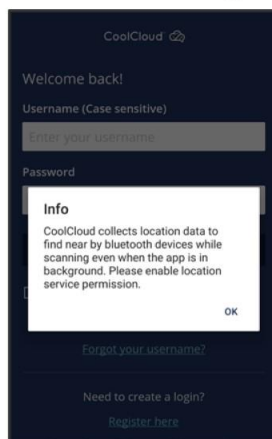 CoolCloud
Welcome back!
Username (Case sensitive)
Enter your username
Password
Info
CoolCloud collects location data to
find near by bluetooth devices while
scanning even when the app is in
background. Please enable location
service permission.
OK
Forgot your username?
Need to create a login?
Register here